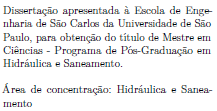 Dissertação apresentada à Escola de Enge-
nharia de São Carlos da Universidade de São
Paulo, para obtenção do título de Mestre em
Ciências - Programa de Pós-Graduação em
Hidráulica e Saneamento.
Área de concentração: Hidráulica e Sanea-
mento